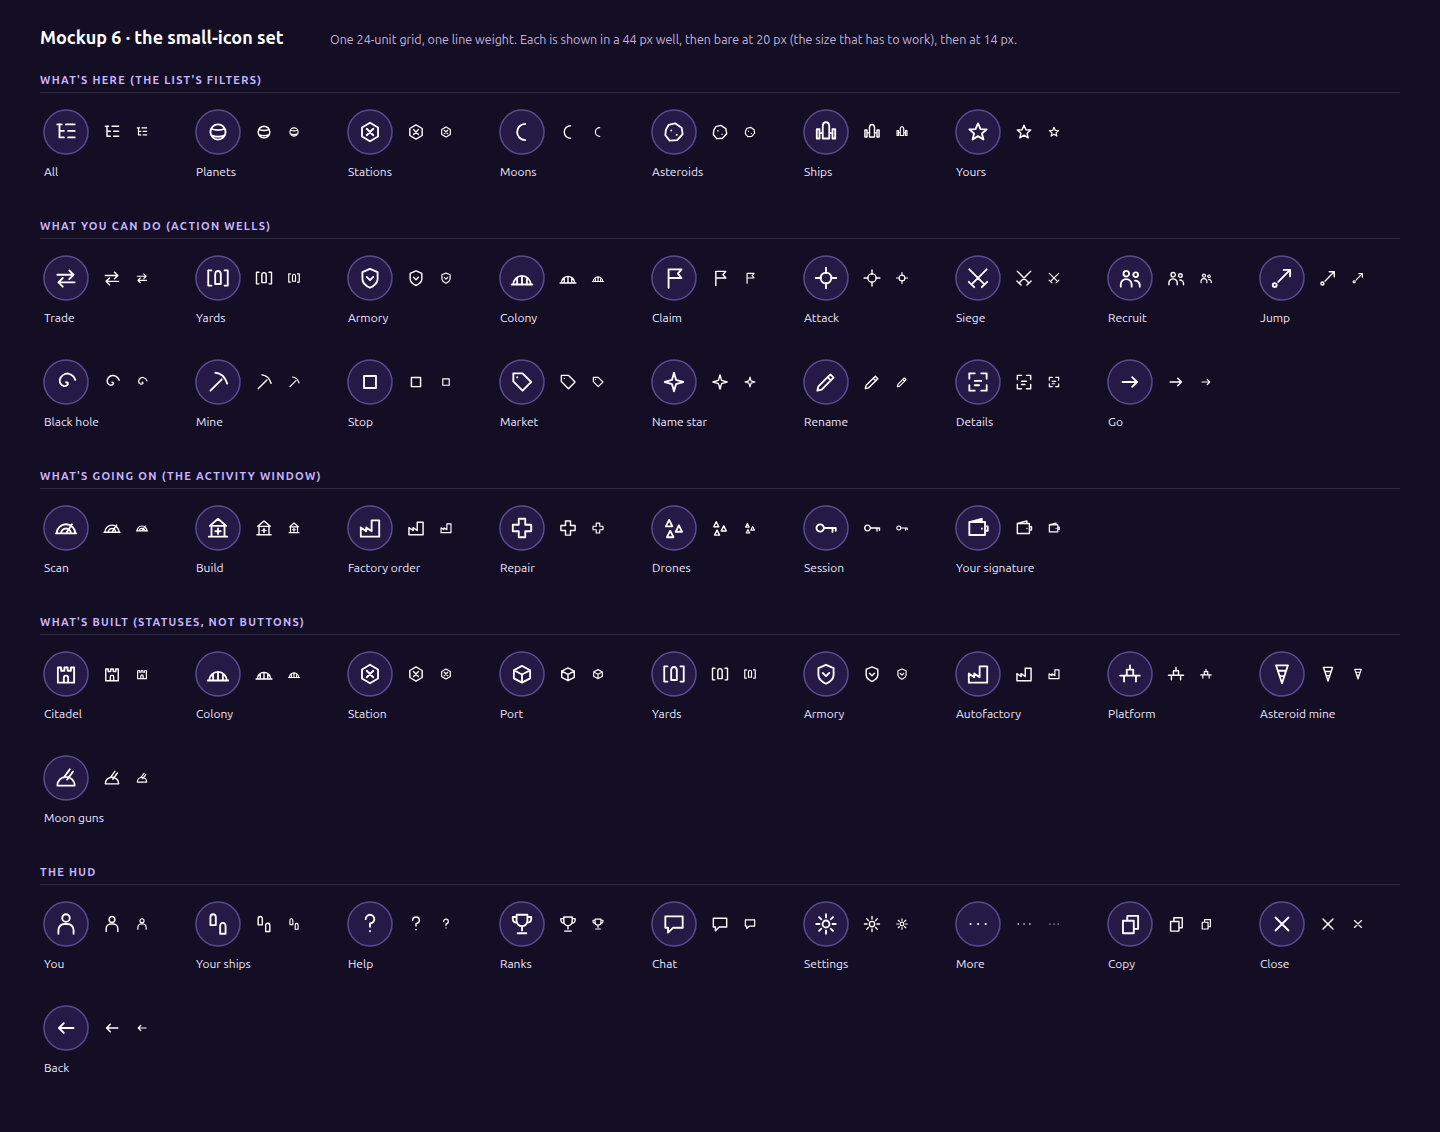 Mockup 6 · the small-icon set
One 24-unit grid, one line weight. Each is shown in a 44 px well, then bare at 20 px (the size that has to work), then at 14 px.
WHAT'S HERE (THE LIST'S FILTERS)
All Planets Stations Moons Asteroids Ships Yours
WHAT YOU CAN DO (ACTION WELLS)
Trade Yards Armory Colony Claim Attack Siege Recruit Jump
Black hole Mine Stop Market Name star Rename Details Go
WHAT'S GOING ON (THE ACTIVITY WINDOW)
Scan Build Factory order Repair Drones Session Your signature
WHAT'S BUILT (STATUSES, NOT BUTTONS)
Citadel Colony Station Port Yards Armory Autofactory Platform Asteroid mine
Moon guns
THE HUD
You Your ships Help Ranks Chat Settings More Copy Close
Back